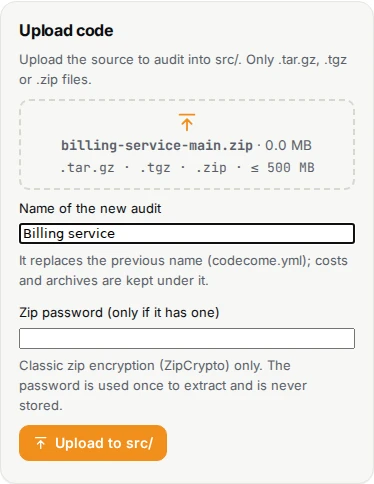 Upload code
Upload the source to audit into src/. Only .tar.gz, .tgz
or .zip files.
billing-service-main.zip · 0.0 MB
.tar.gz · .tgz · .zip · ≤ 500 MB
Name of the new audit
Billing service
It replaces the previous name (codecome.yml); costs
and archives are kept under it.
Zip password (only if it has one)
Classic zip encryption (ZipCrypto) only. The
password is used once to extract and is never
stored.
Upload to src/